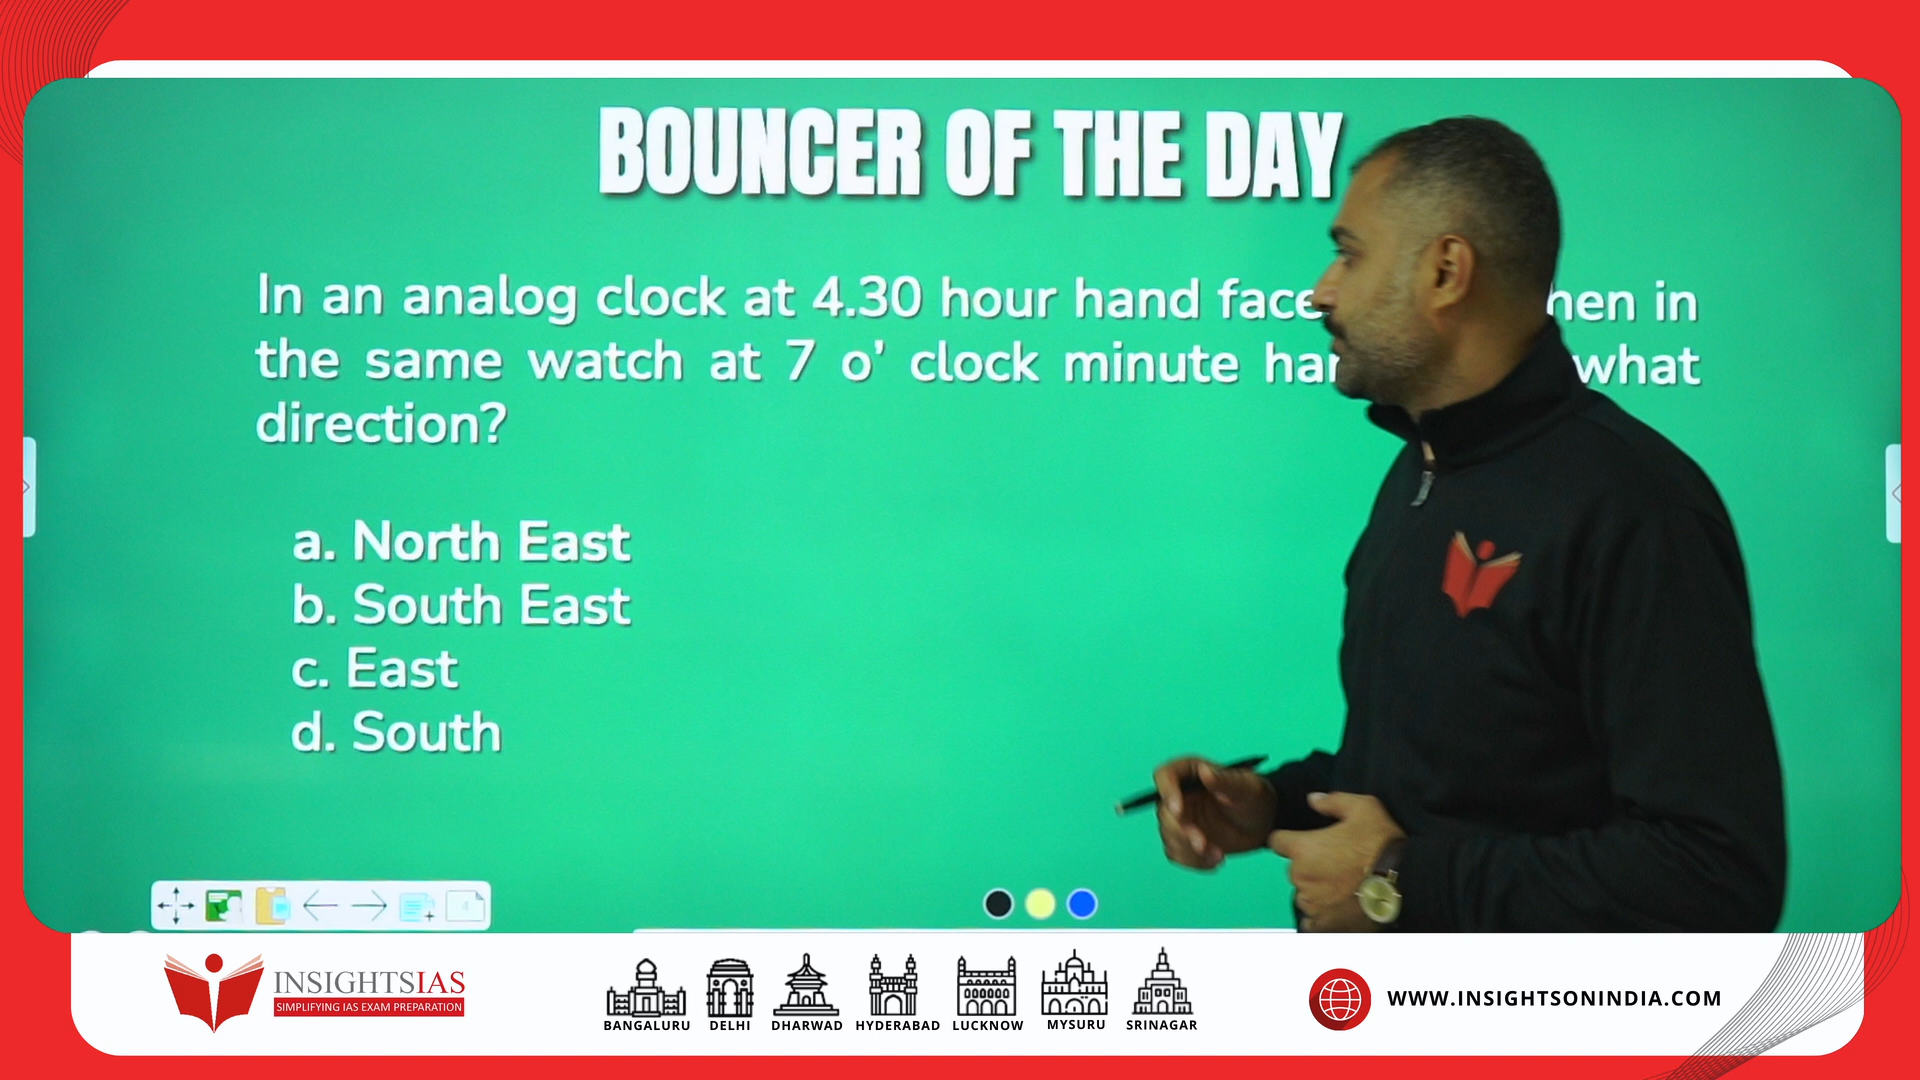 BOUNCER OF THE DAY
In an analog clock at 4.30 hour hand face hen in
the same watch at 7 o' clock minute har what
direction?
a. North East
b. South East
c. East
d. South
INSIGHTSIAS
SIMPLIFYING IAS EXAM PREPARATION
BANGALURU DELHI DHARWAD HYDERABAD LUCKNOW MYSURU SRINAGAR
WWW.INSIGHTSONINDIA.COM